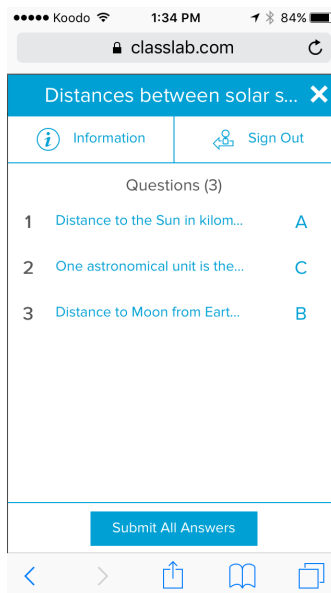 Koodo 1:34 PM 84%
classlab.com
Distances between solar s...
Information Sign Out
Questions (3)
1 Distance to the Sun in kilom... A
2 One astronomical unit is the... C
3 Distance to Moon from Eart... B
Submit All Answers